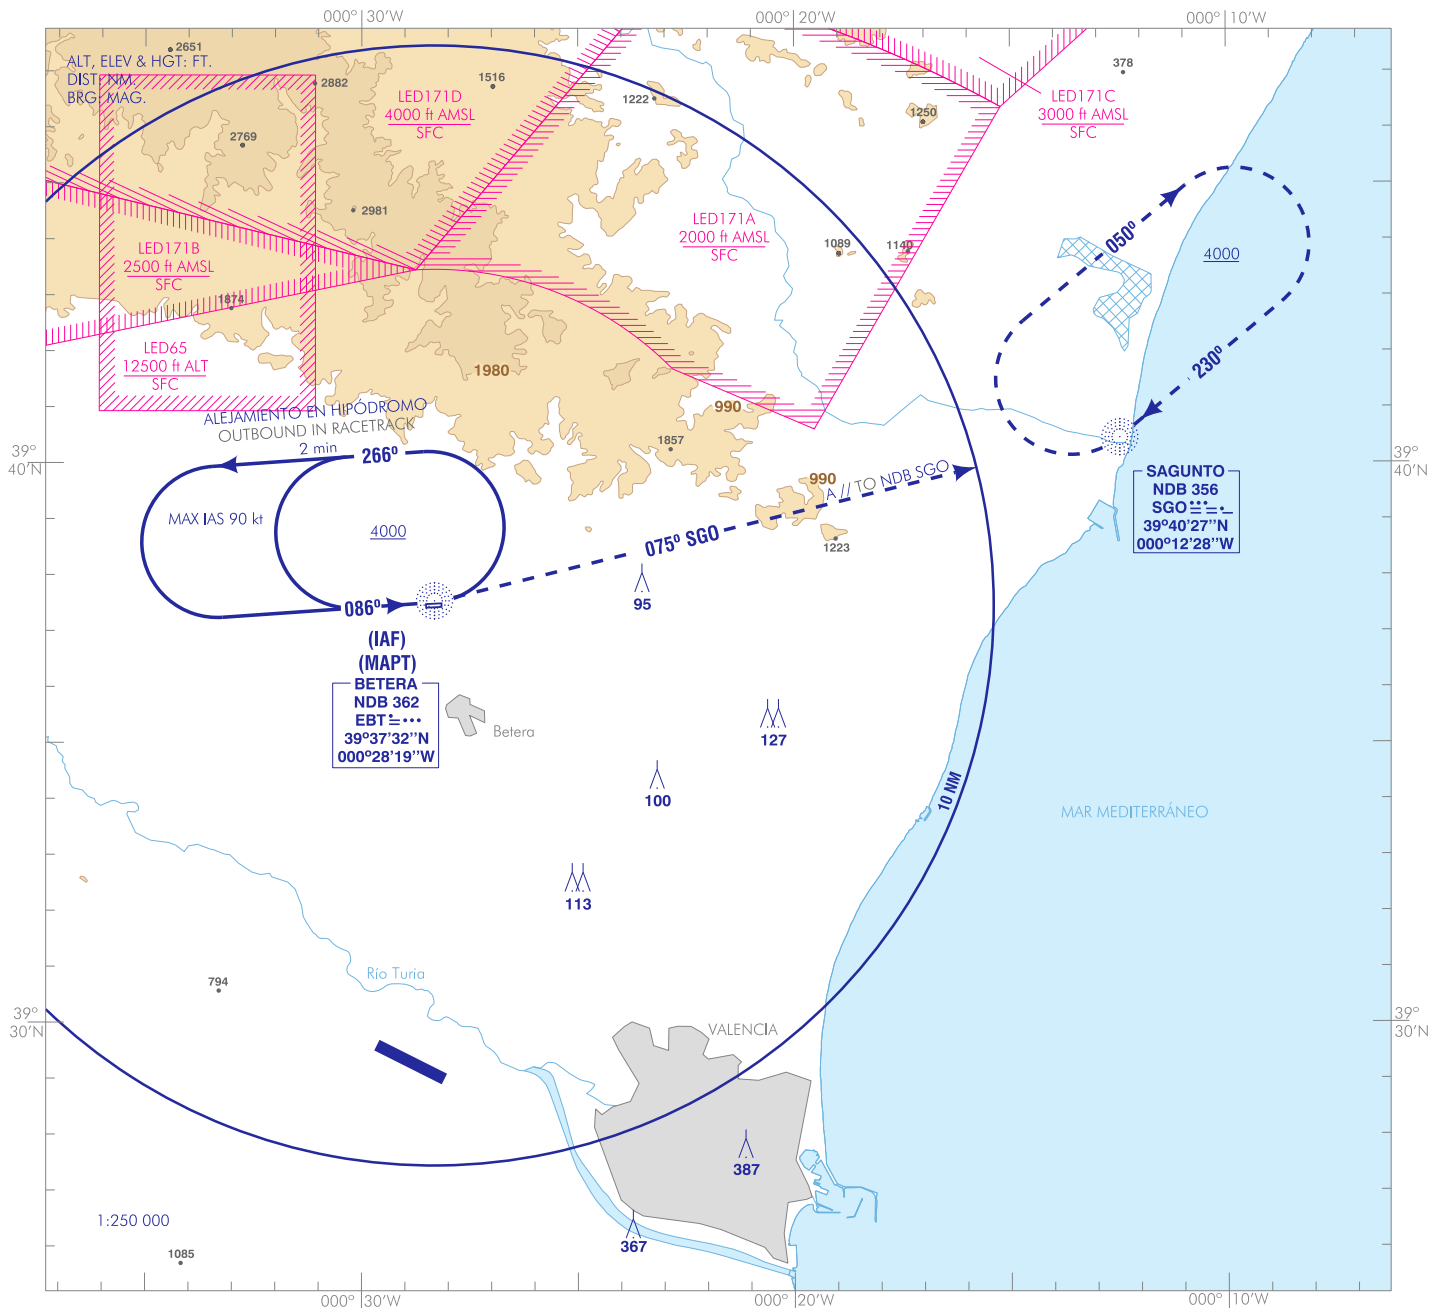 000° 30'W
000° 20'W
000° 10'W
ALT, ELEV & HGT: FT.
DIST: NM.
BRG: MAG.
2651
2882
2769
2981
1874
1516
1222
1250
378
1089
1140
LED171D
4000 ft AMSL
SFC
LED171C
3000 ft AMSL
SFC
LED171A
2000 ft AMSL
SFC
LED171B
2500 ft AMSL
SFC
LED65
12500 ft ALT
SFC
050°
4000
230°
1980
990
1857
990
1223
ALEJAMIENTO EN HIPÓDROMO
OUTBOUND IN RACETRACK
2 min
266°
MAX IAS 90 kt
4000
086°
075° SGO
A // TO NDB SGO
39°
40'N
39°
40'N
SAGUNTO
NDB 356
SGO
39°40'27''N
000°12'28''W
(IAF)
(MAPT)
BETERA
NDB 362
EBT
39°37'32''N
000°28'19''W
Betera
95
127
100
113
10 NM
MAR MEDITERRÁNEO
794
Río Turia
VALENCIA
39°
30'N
39°
30'N
387
367
1:250 000
1085
000° 30'W
000° 20'W
000° 10'W